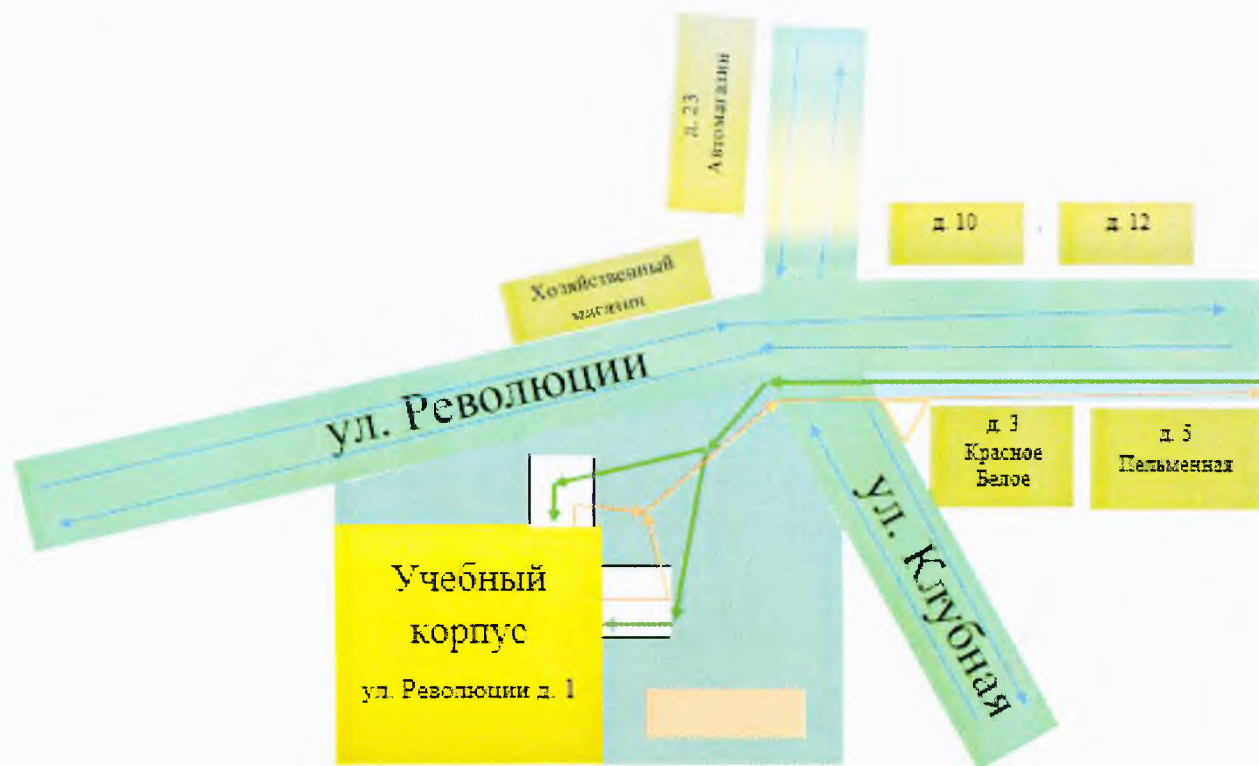 д. 23
Автомагазин
д. 10
д. 12
Хозяйственный
магазин
ул. Революции
д. 3
Красное
Белое
д. 5
Пельменная
ул. Клубная
Учебный
корпус
ул. Революции д. 1